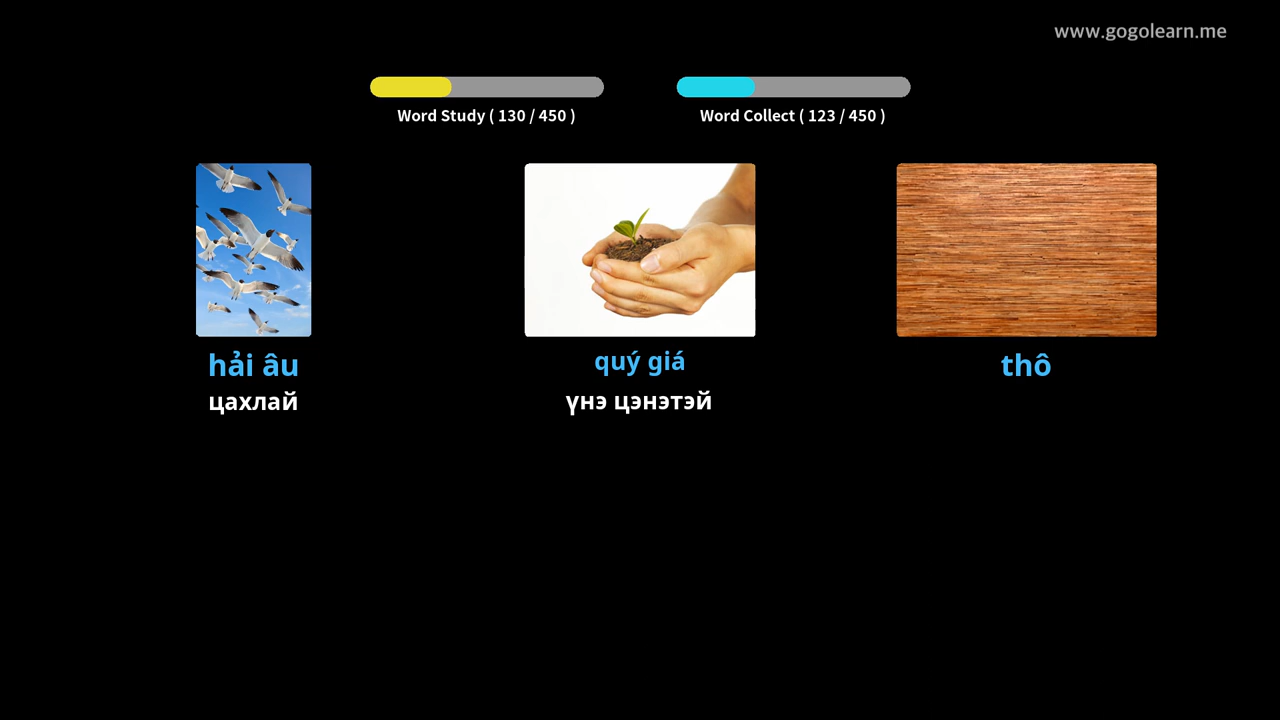 www.gogolearn.me
Word Study ( 130 / 450 )
Word Collect ( 123 / 450 )
hải âu
цахлай
quý giá
үнэ цэнэтэй
thô